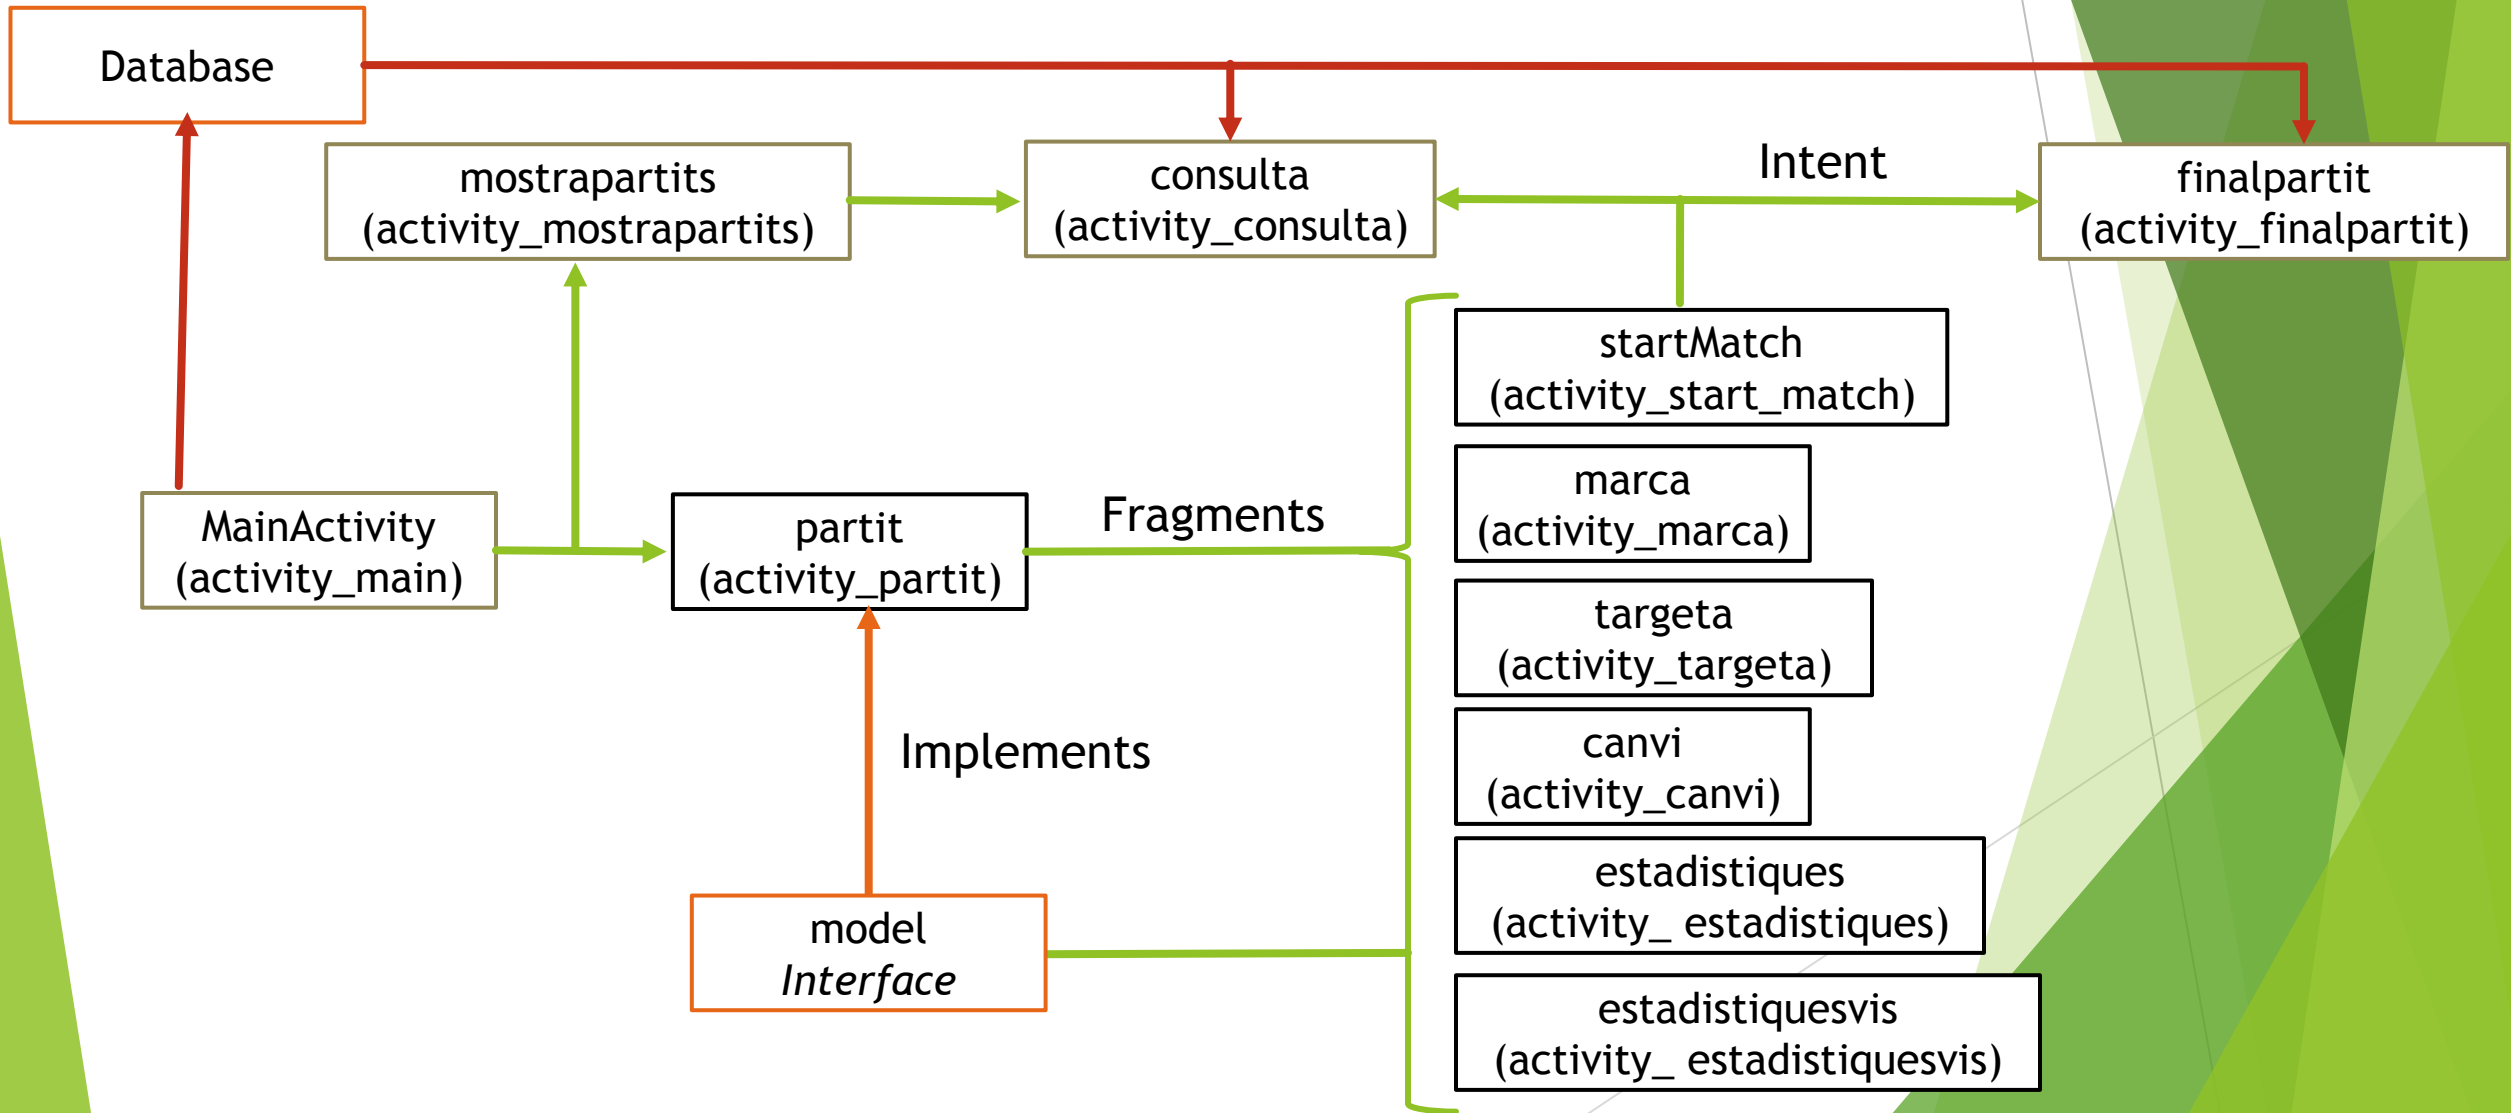 Database
mostrapartits
(activity_mostrapartits)
consulta
(activity_consulta)
Intent
finalpartit
(activity_finalpartit)
startMatch
(activity_start_match)
marca
(activity_marca)
MainActivity
(activity_main)
partit
(activity_partit)
Fragments
targeta
(activity_targeta)
canvi
(activity_canvi)
Implements
estadistiques
(activity_ estadistiques)
model
Interface
estadistiquesvis
(activity_ estadistiquesvis)